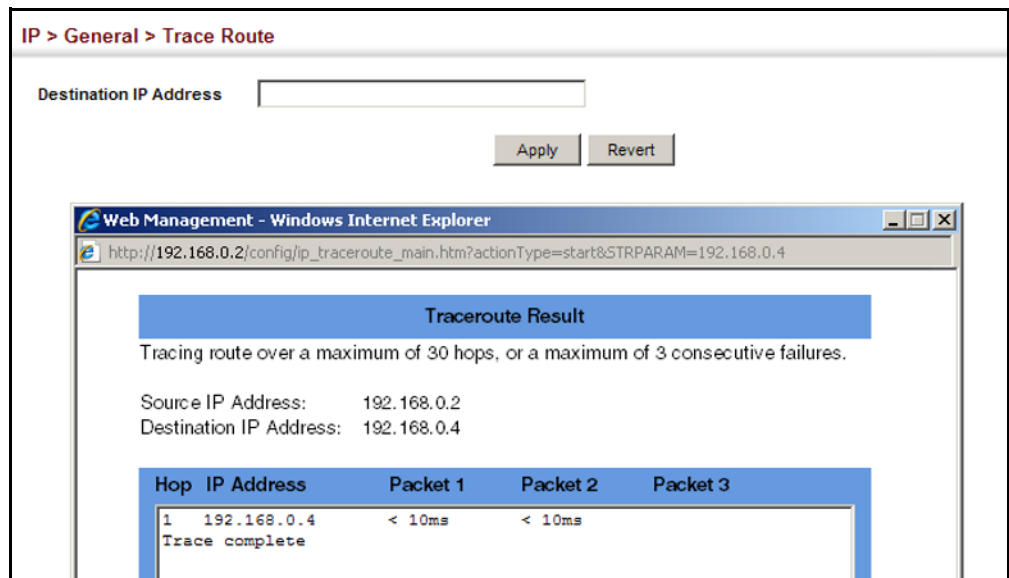 IP > General > Trace Route
Destination IP Address
Apply Revert
Web Management - Windows Internet Explorer
http://192.168.0.2/config/ip_traceroute_main.htm?actionType=start&STRPARAM=192.168.0.4
Traceroute Result
Tracing route over a maximum of 30 hops, or a maximum of 3 consecutive failures.
Source IP Address: 192.168.0.2
Destination IP Address: 192.168.0.4
Hop IP Address Packet 1 Packet 2 Packet 3
1 192.168.0.4 < 10ms < 10ms
Trace complete